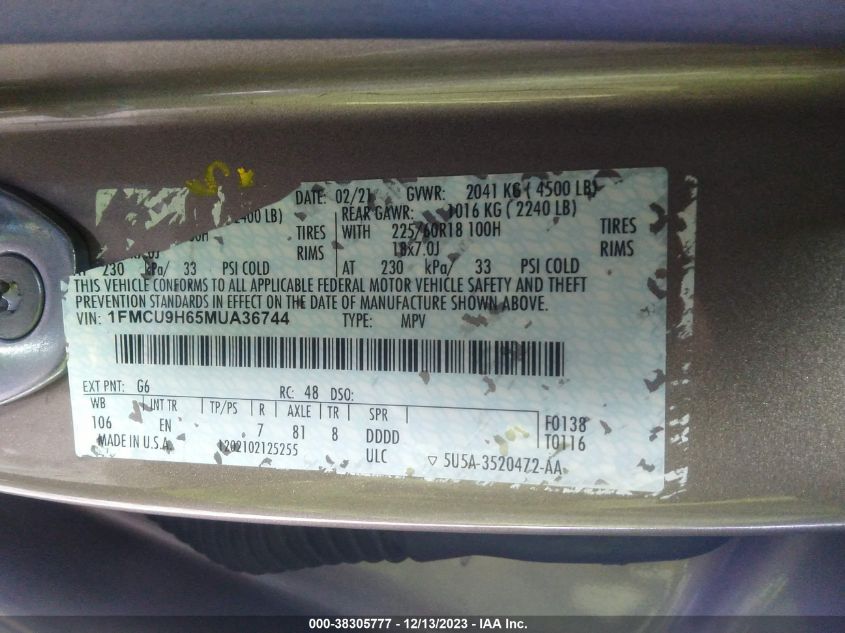 DATE: 02/21 GVWR: 2041 KG ( 4500 LB)
2400 LB) REAR GAWR: 1016 KG ( 2240 LB)
00H TIRES WITH 225/60R18 100H TIRES
RIMS 18x7.0J RIMS
AT 230 kPa/ 33 PSI COLD AT 230 kPa/ 33 PSI COLD
THIS VEHICLE CONFORMS TO ALL APPLICABLE FEDERAL MOTOR VEHICLE SAFETY AND THEFT
PREVENTION STANDARDS IN EFFECT ON THE DATE OF MANUFACTURE SHOWN ABOVE.
VIN: 1FMCU9H65MUA36744 TYPE: MPV
EXT PNT: G6 RC: 48 DSO:
WB INT TR TP/PS R AXLE TR SPR
106 EN 7 81 8 DDDD F0138
MADE IN U.S.A. 1202102125255 ULC T0116
▽ 5U5A-3520472-AA
000-38305777 - 12/13/2023 - IAA Inc.